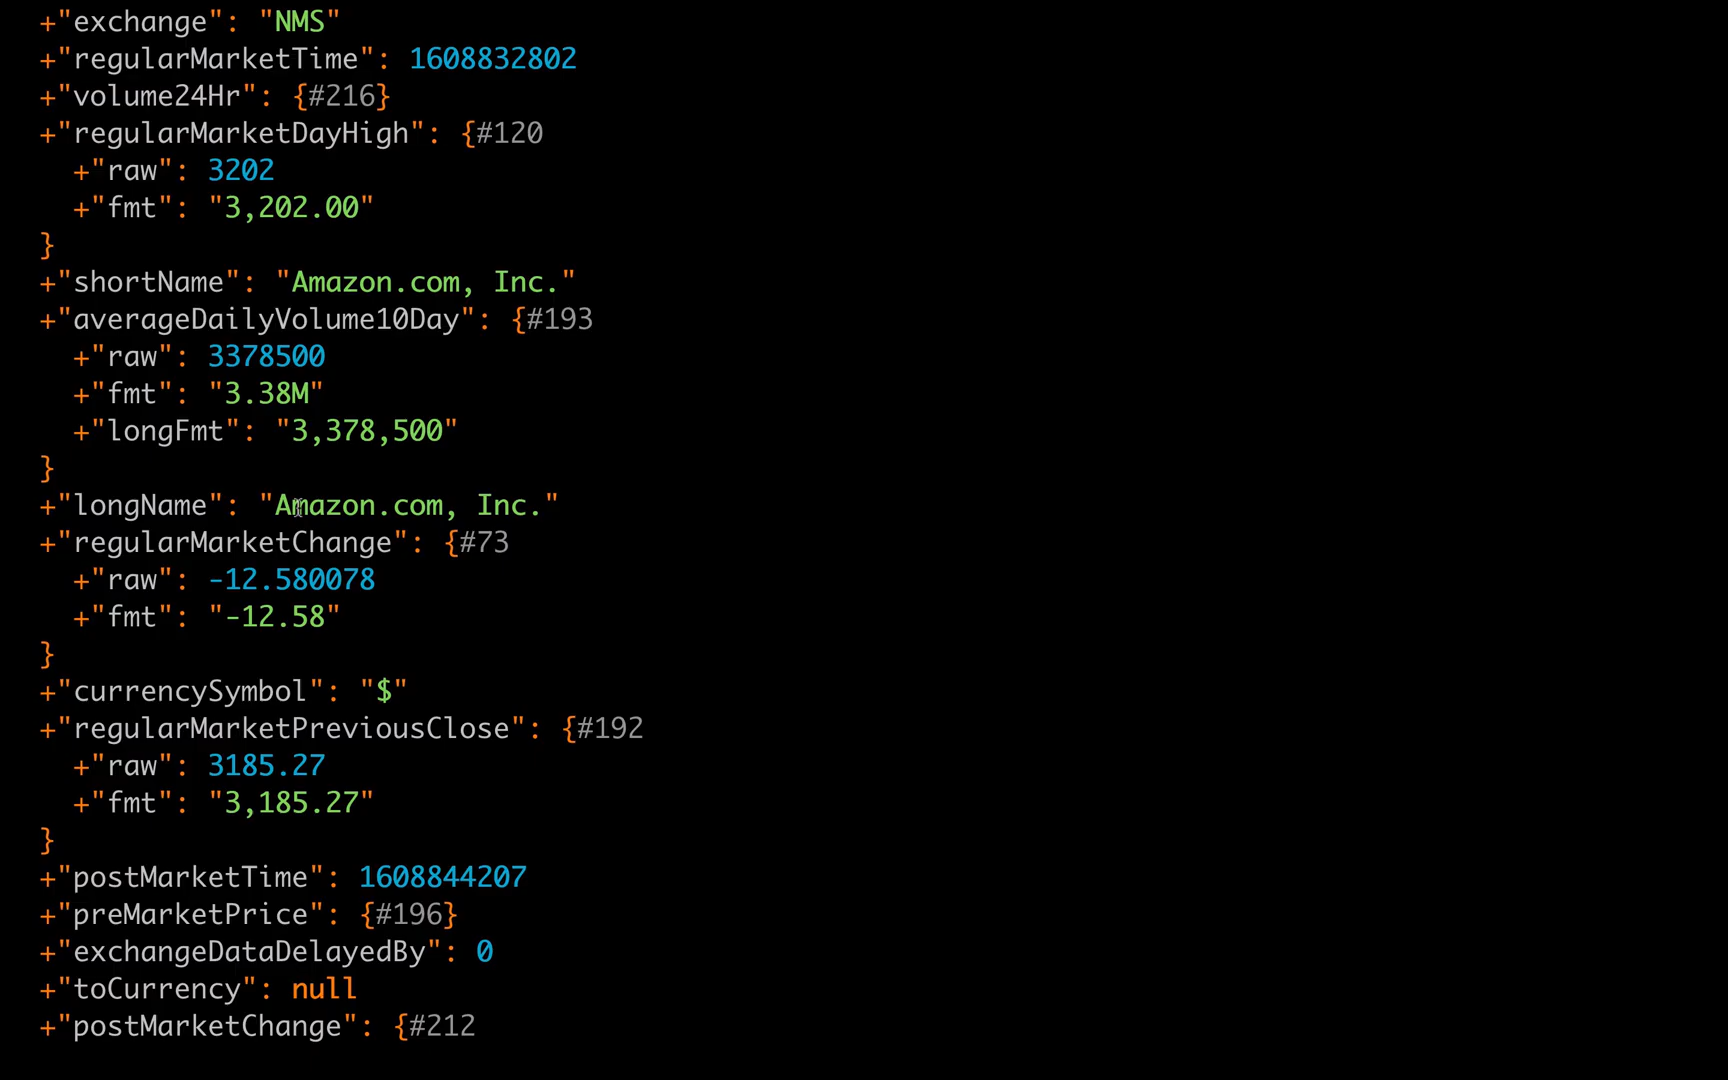 +"exchange": "NMS"
+"regularMarketTime": 1608832802
+"volume24Hr": {#216}
+"regularMarketDayHigh": {#120
+"raw": 3202
+"fmt": "3,202.00"
}
+"shortName": "Amazon.com, Inc."
+"averageDailyVolume10Day": {#193
+"raw": 3378500
+"fmt": "3.38M"
+"longFmt": "3,378,500"
}
+"longName": "Amazon.com, Inc."
+"regularMarketChange": {#73
+"raw": -12.580078
+"fmt": "-12.58"
}
+"currencySymbol": "$"
+"regularMarketPreviousClose": {#192
+"raw": 3185.27
+"fmt": "3,185.27"
}
+"postMarketTime": 1608844207
+"preMarketPrice": {#196}
+"exchangeDataDelayedBy": 0
+"toCurrency": null
+"postMarketChange": {#212